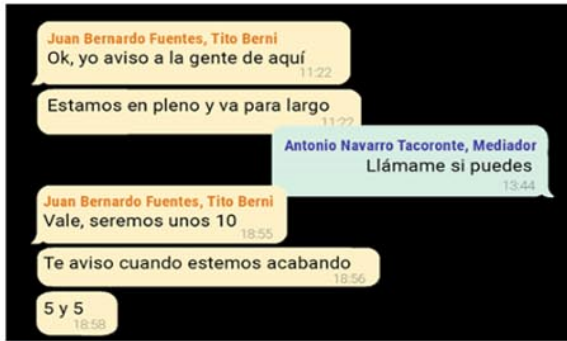 Juan Bernardo Fuentes, Tito Berni
Ok, yo aviso a la gente de aquí
11:22
Estamos en pleno y va para largo
11:22
Antonio Navarro Tacoronte, Mediador
Llámame si puedes
13:44
Juan Bernardo Fuentes, Tito Berni
Vale, seremos unos 10
18:55
Te aviso cuando estemos acabando
18:56
5 y 5
18:58